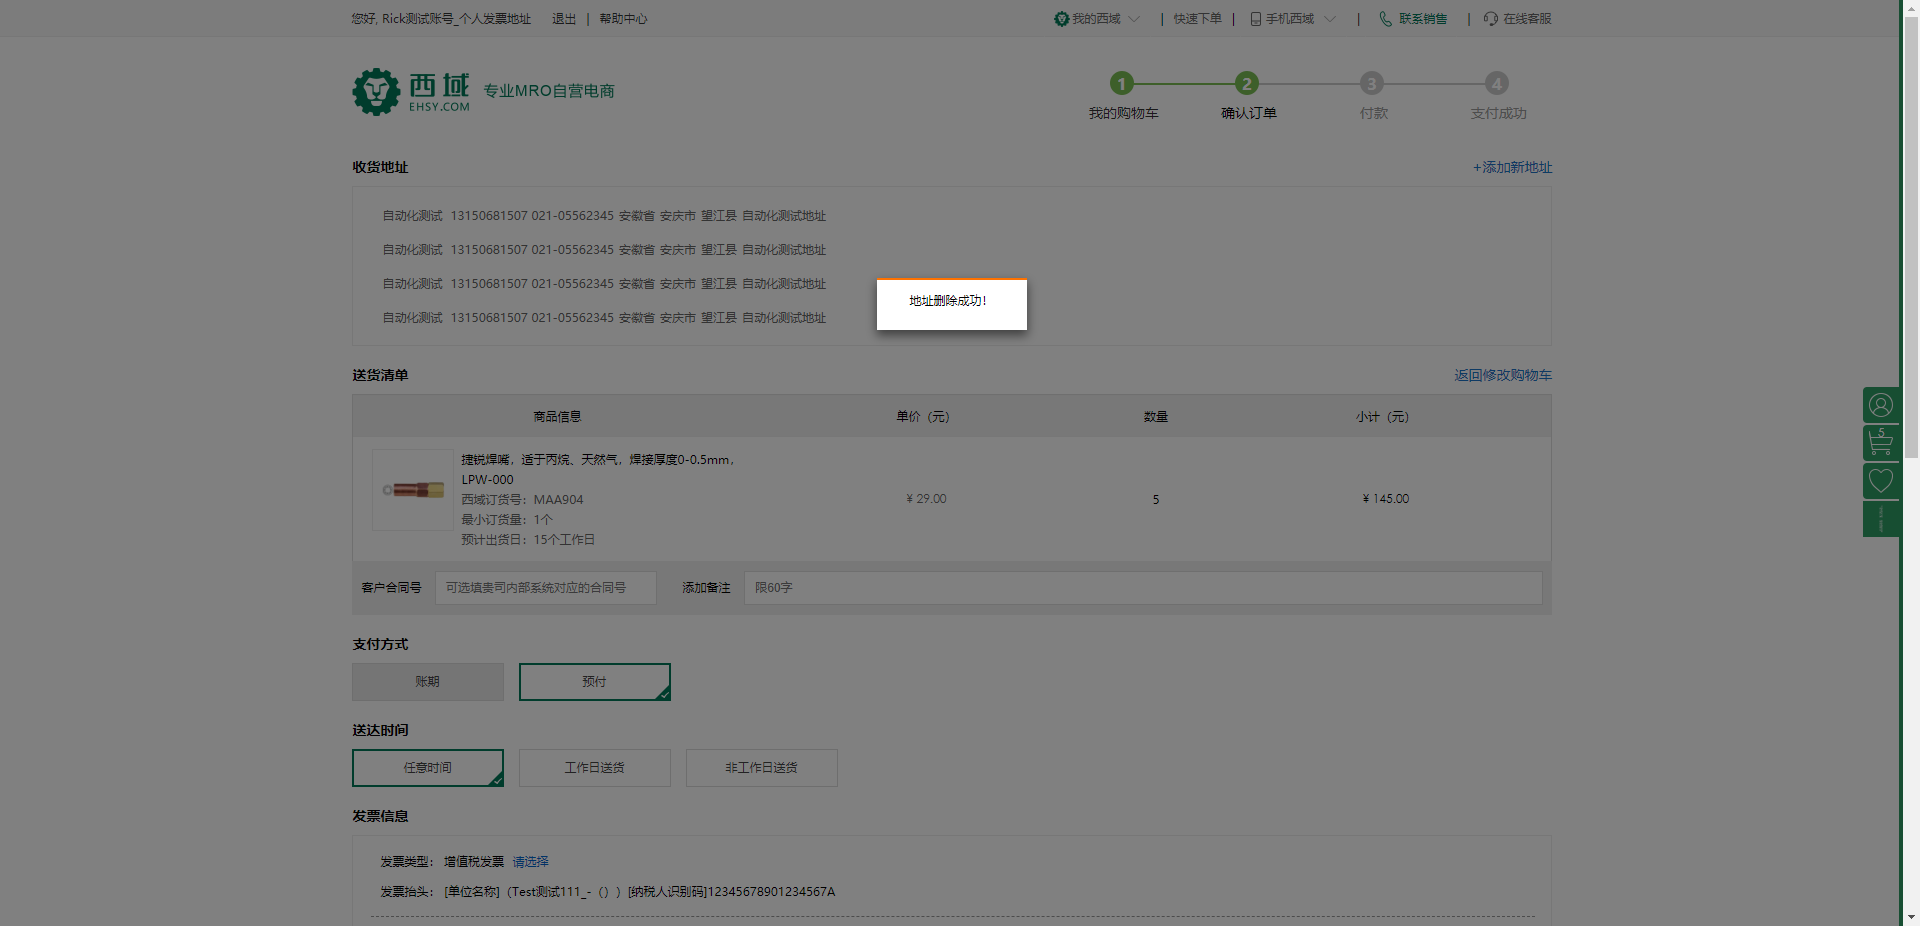 您好, Rick测试账号_个人发票地址 退出 | 帮助中心 我的西域 | 快速下单 | 手机西域 | 联系销售 | 在线客服
西域 专业MRO自营电商
EHSY.COM
1 2 3 4
我的购物车 确认订单 付款 支付成功
收货地址 +添加新地址
自动化测试 13150681507 021-05562345 安徽省 安庆市 望江县 自动化测试地址
自动化测试 13150681507 021-05562345 安徽省 安庆市 望江县 自动化测试地址
自动化测试 13150681507 021-05562345 安徽省 安庆市 望江县 自动化测试地址
地址删除成功!
自动化测试 13150681507 021-05562345 安徽省 安庆市 望江县 自动化测试地址
送货清单 返回修改购物车
商品信息 单价（元） 数量 小计（元）
捷锐焊嘴，适于丙烷、天然气，焊接厚度0-0.5mm，
LPW-000
西域订货号：MAA904
最小订货量：1个
预计出货日：15个工作日
¥ 29.00 5 ¥ 145.00
5
客户合同号 可选填贵司内部系统对应的合同号 添加备注 限60字
支付方式
账期 预付
送达时间
任意时间 工作日送货 非工作日送货
发票信息
发票类型： 增值税发票 请选择
发票抬头： [单位名称]（Test测试111_-（））[纳税人识别码]12345678901234567A